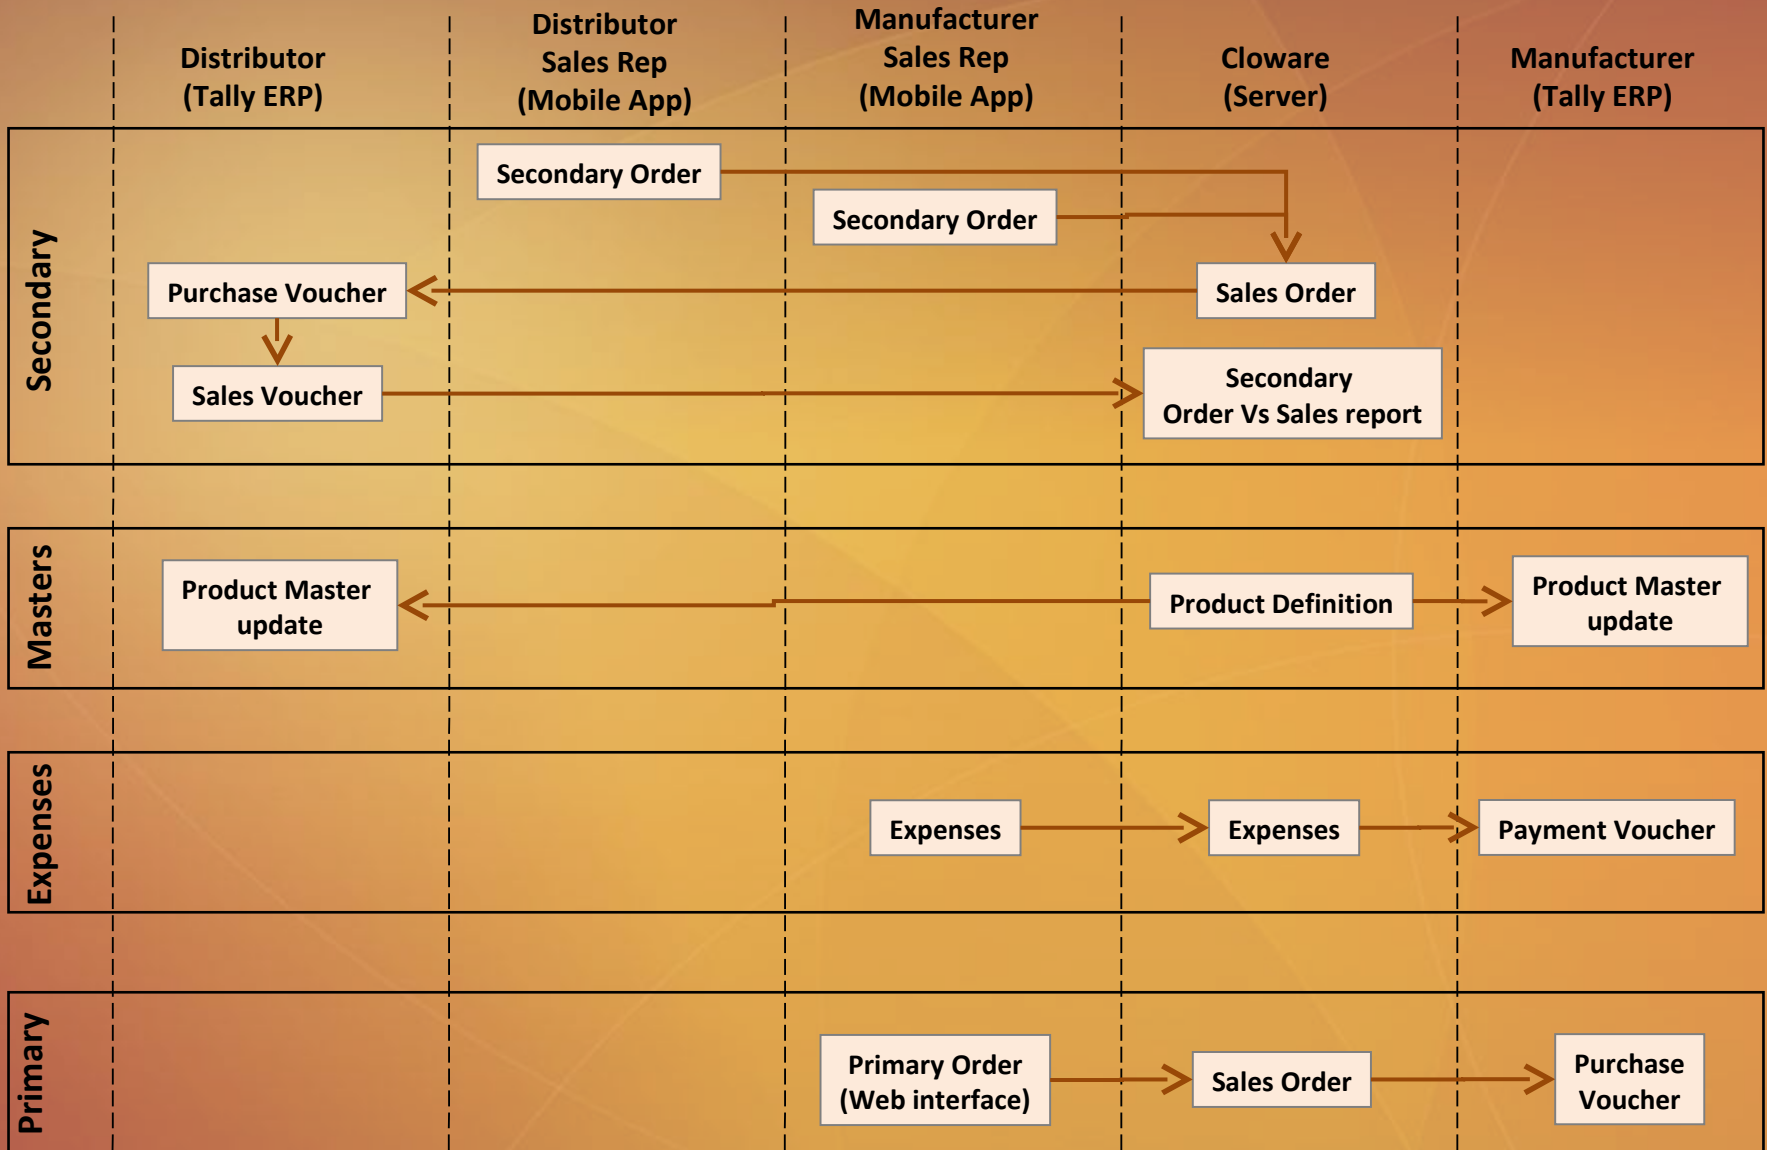 Distributor
(Tally ERP)
Distributor
Sales Rep
(Mobile App)
Manufacturer
Sales Rep
(Mobile App)
Cloware
(Server)
Manufacturer
(Tally ERP)
Secondary
Secondary Order
Secondary Order
Purchase Voucher
Sales Order
Sales Voucher
Secondary
Order Vs Sales report
Masters
Product Master
update
Product Definition
Product Master
update
Expenses
Expenses
Expenses
Payment Voucher
Primary
Primary Order
(Web interface)
Sales Order
Purchase
Voucher